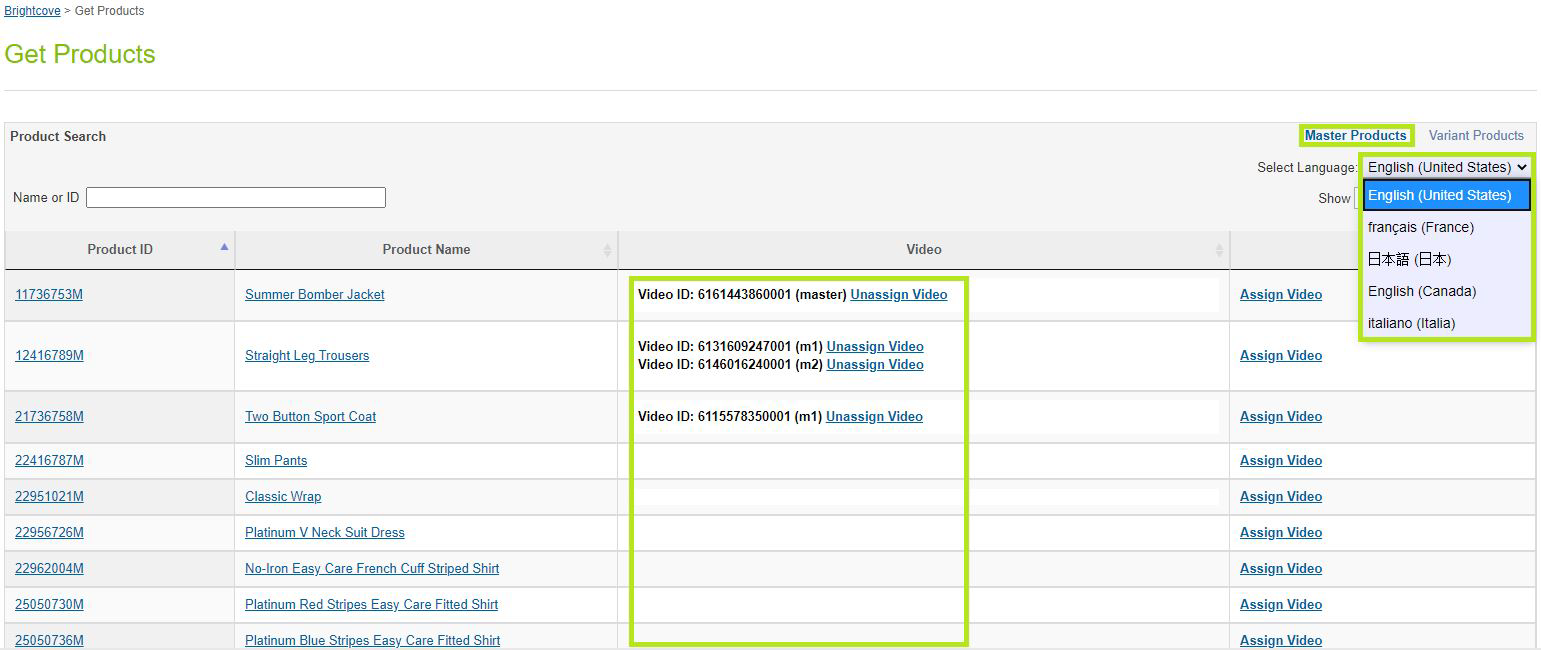 Brightcove > Get Products
Get Products
Product Search
Master Products Variant Products
Select Language: English (United States)
Name or ID
Show
English (United States)
français (France)
日本語 (日本)
English (Canada)
italiano (Italia)
Product ID Product Name Video
11736753M Summer Bomber Jacket Video ID: 6161443860001 (master) Unassign Video Assign Video
12416789M Straight Leg Trousers Video ID: 6131609247001 (m1) Unassign Video
Video ID: 6146016240001 (m2) Unassign Video Assign Video
21736758M Two Button Sport Coat Video ID: 6115578350001 (m1) Unassign Video Assign Video
22416787M Slim Pants Assign Video
22951021M Classic Wrap Assign Video
22956726M Platinum V Neck Suit Dress Assign Video
22962004M No-Iron Easy Care French Cuff Striped Shirt Assign Video
25050730M Platinum Red Stripes Easy Care Fitted Shirt Assign Video
25050736M Platinum Blue Stripes Easy Care Fitted Shirt Assign Video